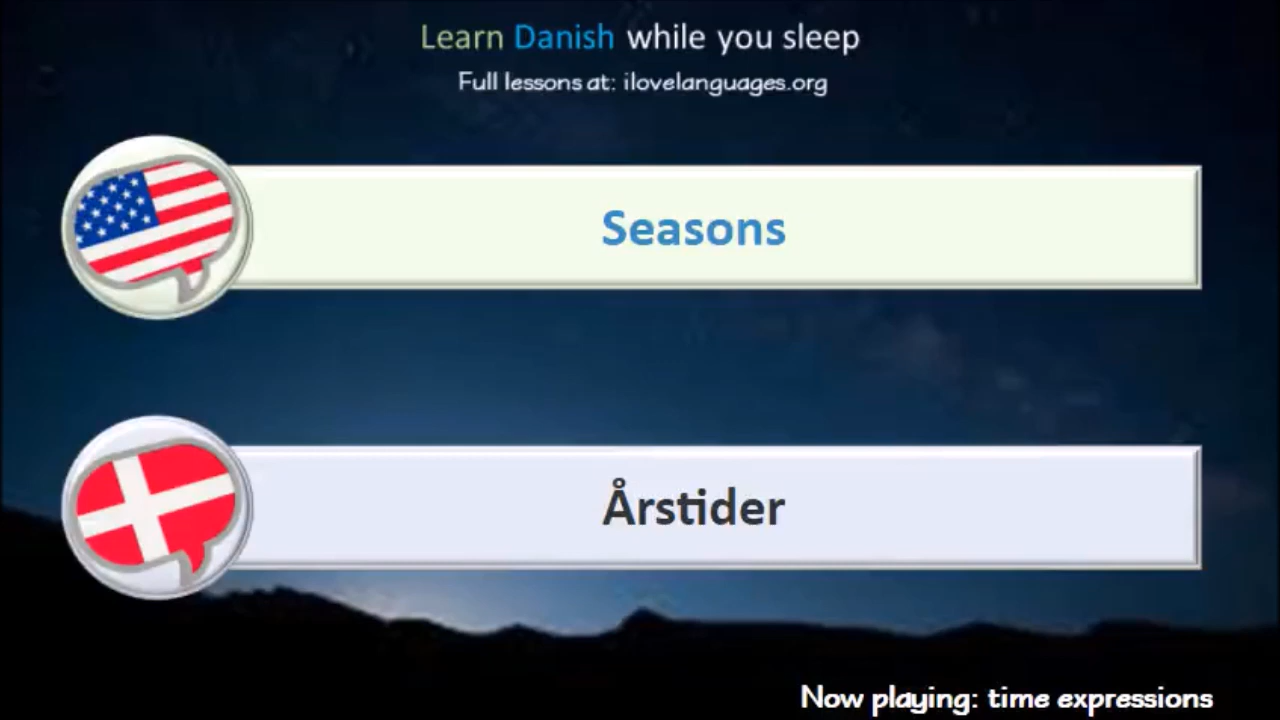 Learn Danish while you sleep
Full lessons at: ilovelanguages.org
Seasons
Årstider
Now playing: time expressions